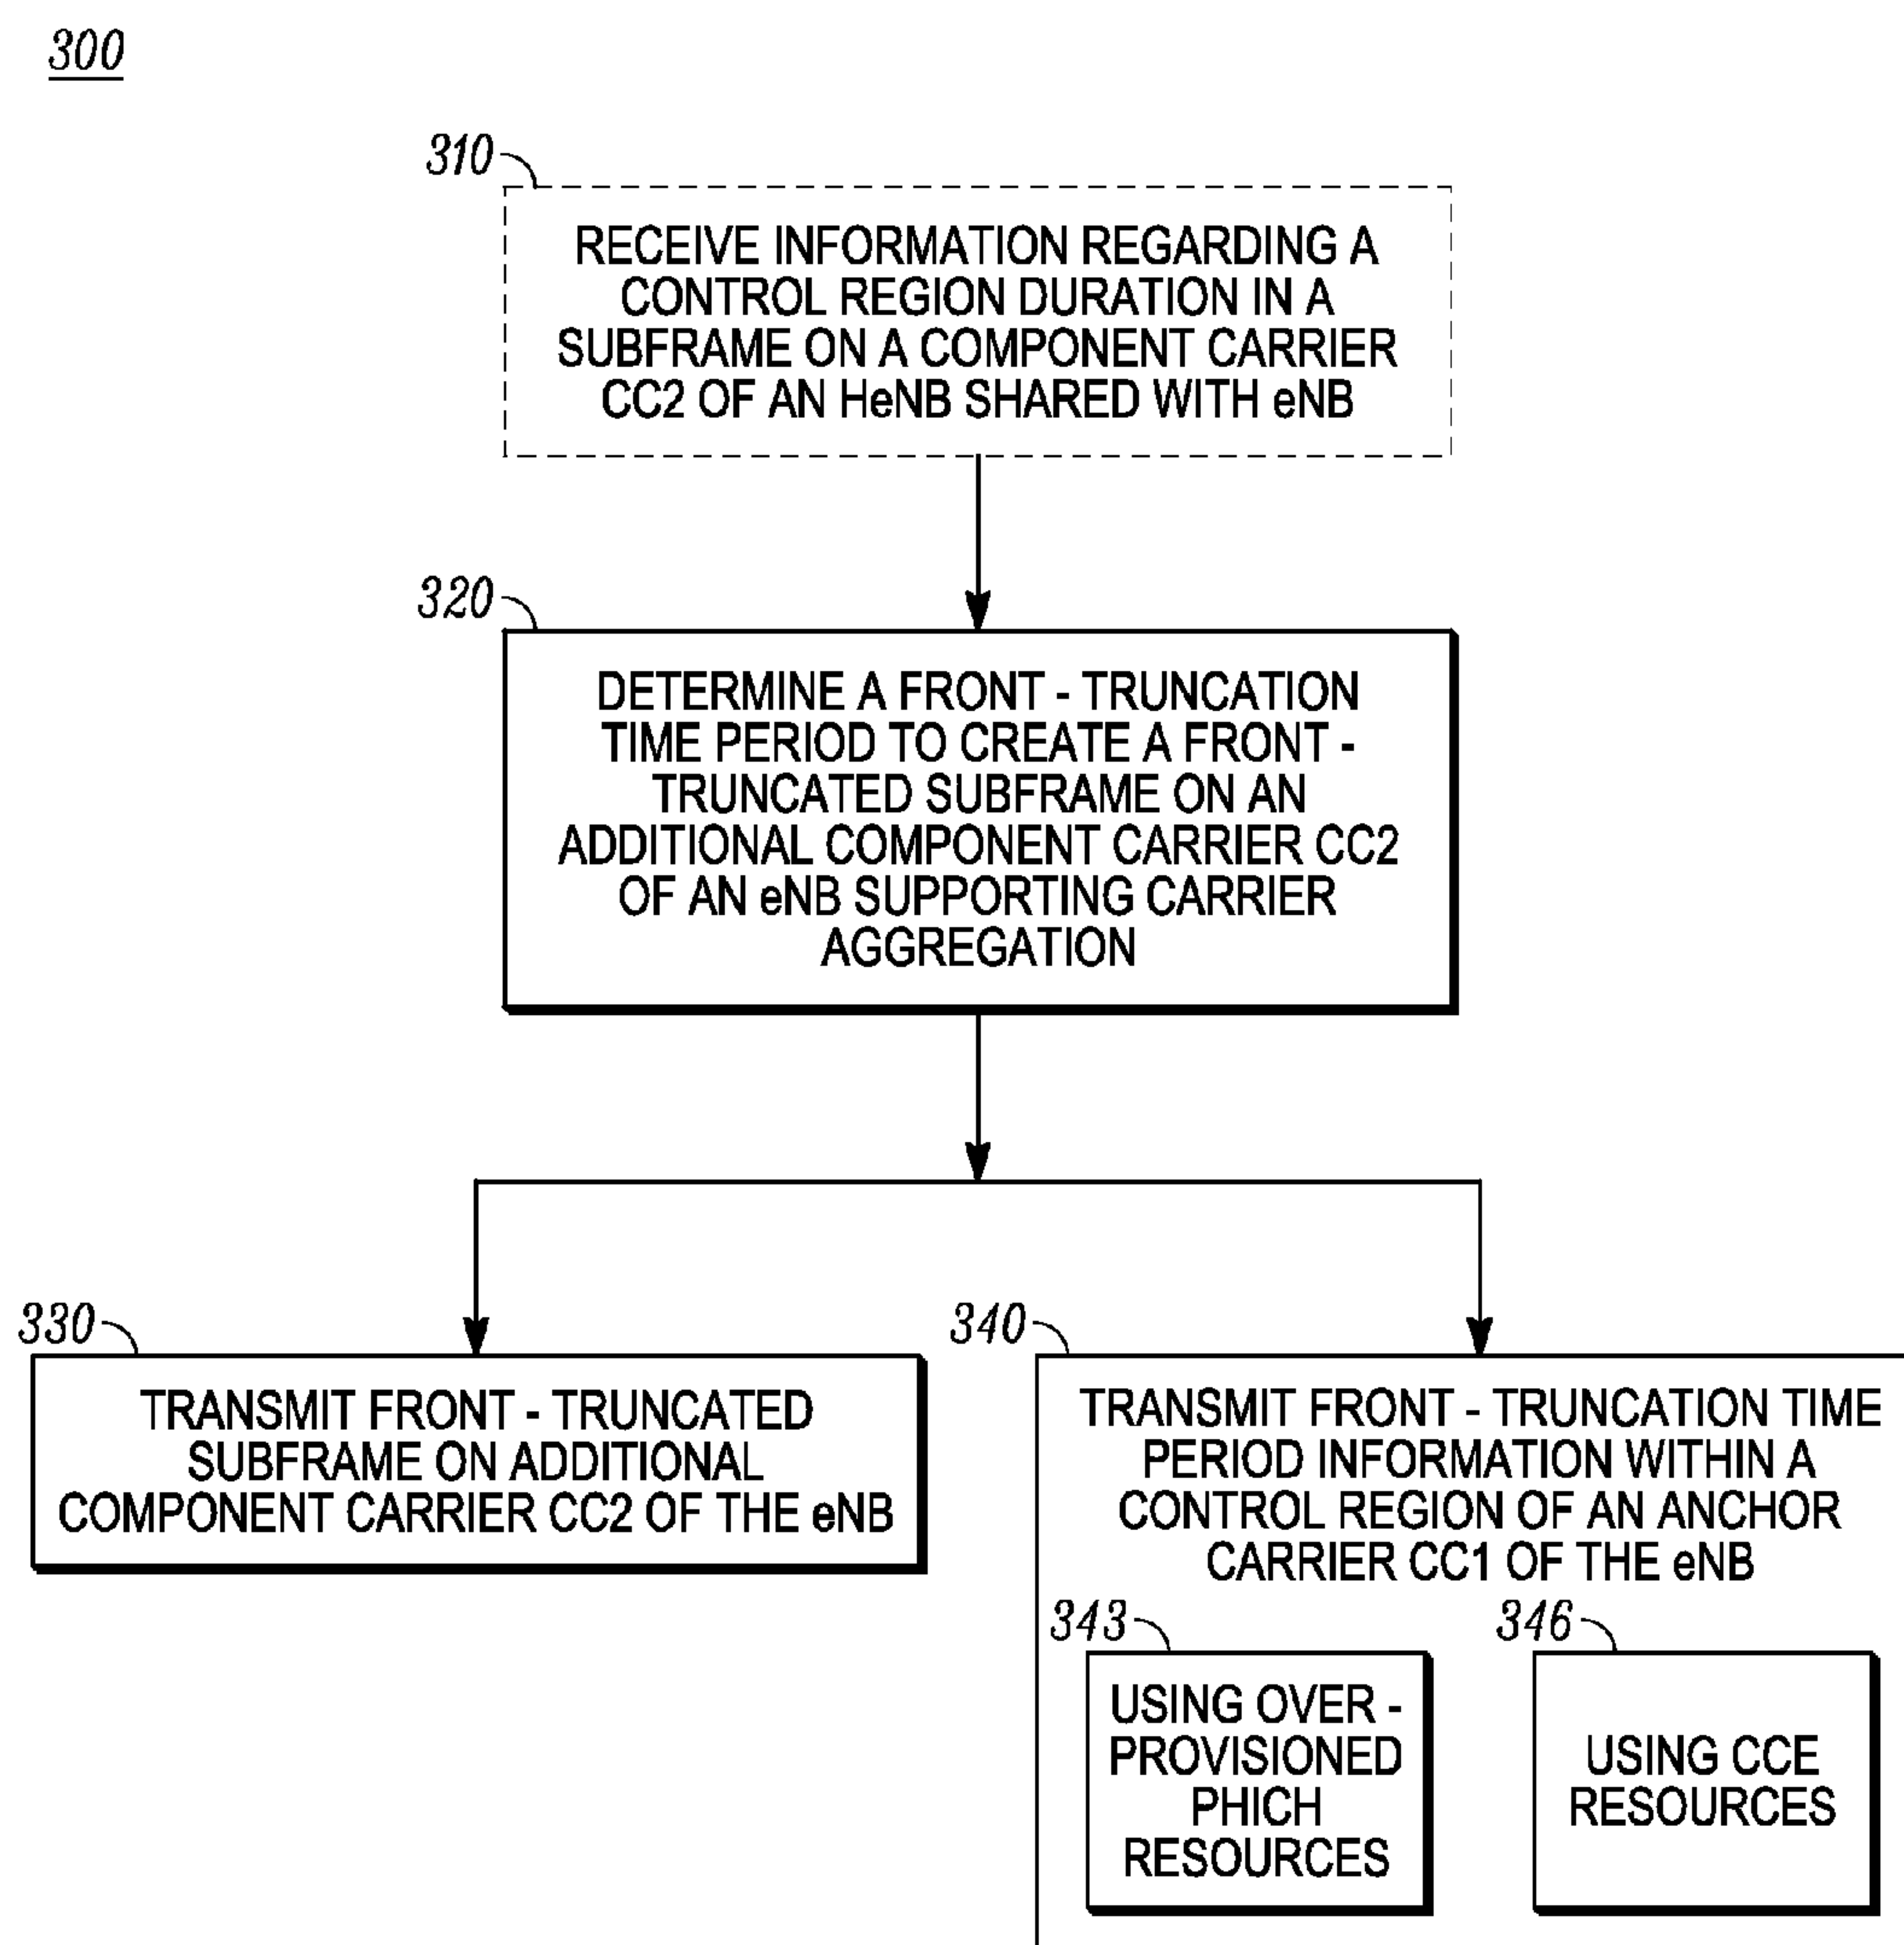 300
310
RECEIVE INFORMATION REGARDING A
CONTROL REGION DURATION IN A
SUBFRAME ON A COMPONENT CARRIER
CC2 OF AN HeNB SHARED WITH eNB
320
DETERMINE A FRONT - TRUNCATION
TIME PERIOD TO CREATE A FRONT -
TRUNCATED SUBFRAME ON AN
ADDITIONAL COMPONENT CARRIER CC2
OF AN eNB SUPPORTING CARRIER
AGGREGATION
330
TRANSMIT FRONT - TRUNCATED
SUBFRAME ON ADDITIONAL
COMPONENT CARRIER CC2 OF THE eNB
340
TRANSMIT FRONT - TRUNCATION TIME
PERIOD INFORMATION WITHIN A
CONTROL REGION OF AN ANCHOR
CARRIER CC1 OF THE eNB
343
USING OVER -
PROVISIONED
PHICH
RESOURCES
346
USING CCE
RESOURCES